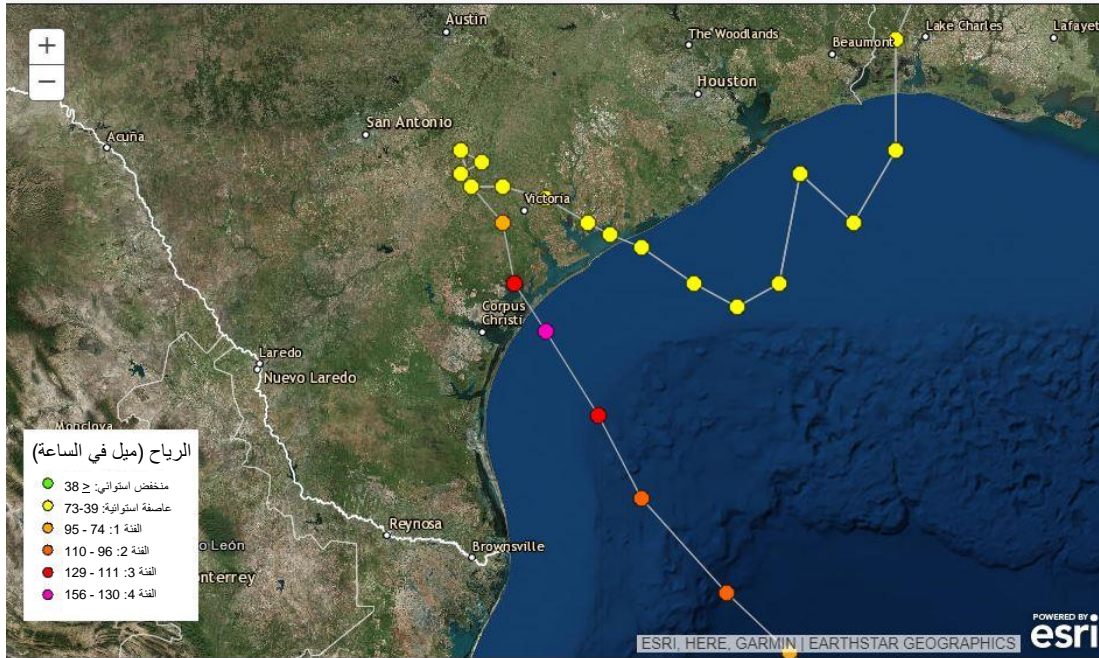 +
−
Austin
Lake Charles
Lafayet
The Woodlands
Beaumont
Houston
San Antonio
Acuña
Victoria
Corpus
Christi
Laredo
Nuevo Laredo
Monclova
الرياح (ميل في الساعة)
منخفض استوائي: ≤ 38
عاصفة استوائية: 39-73
الفئة 1: 74 - 95
الفئة 2: 96 - 110
الفئة 3: 111 - 129
الفئة 4: 130 - 156
Reynosa
Brownsville
o León
onterrey
ESRI, HERE, GARMIN | EARTHSTAR GEOGRAPHICS
POWERED BY
esri